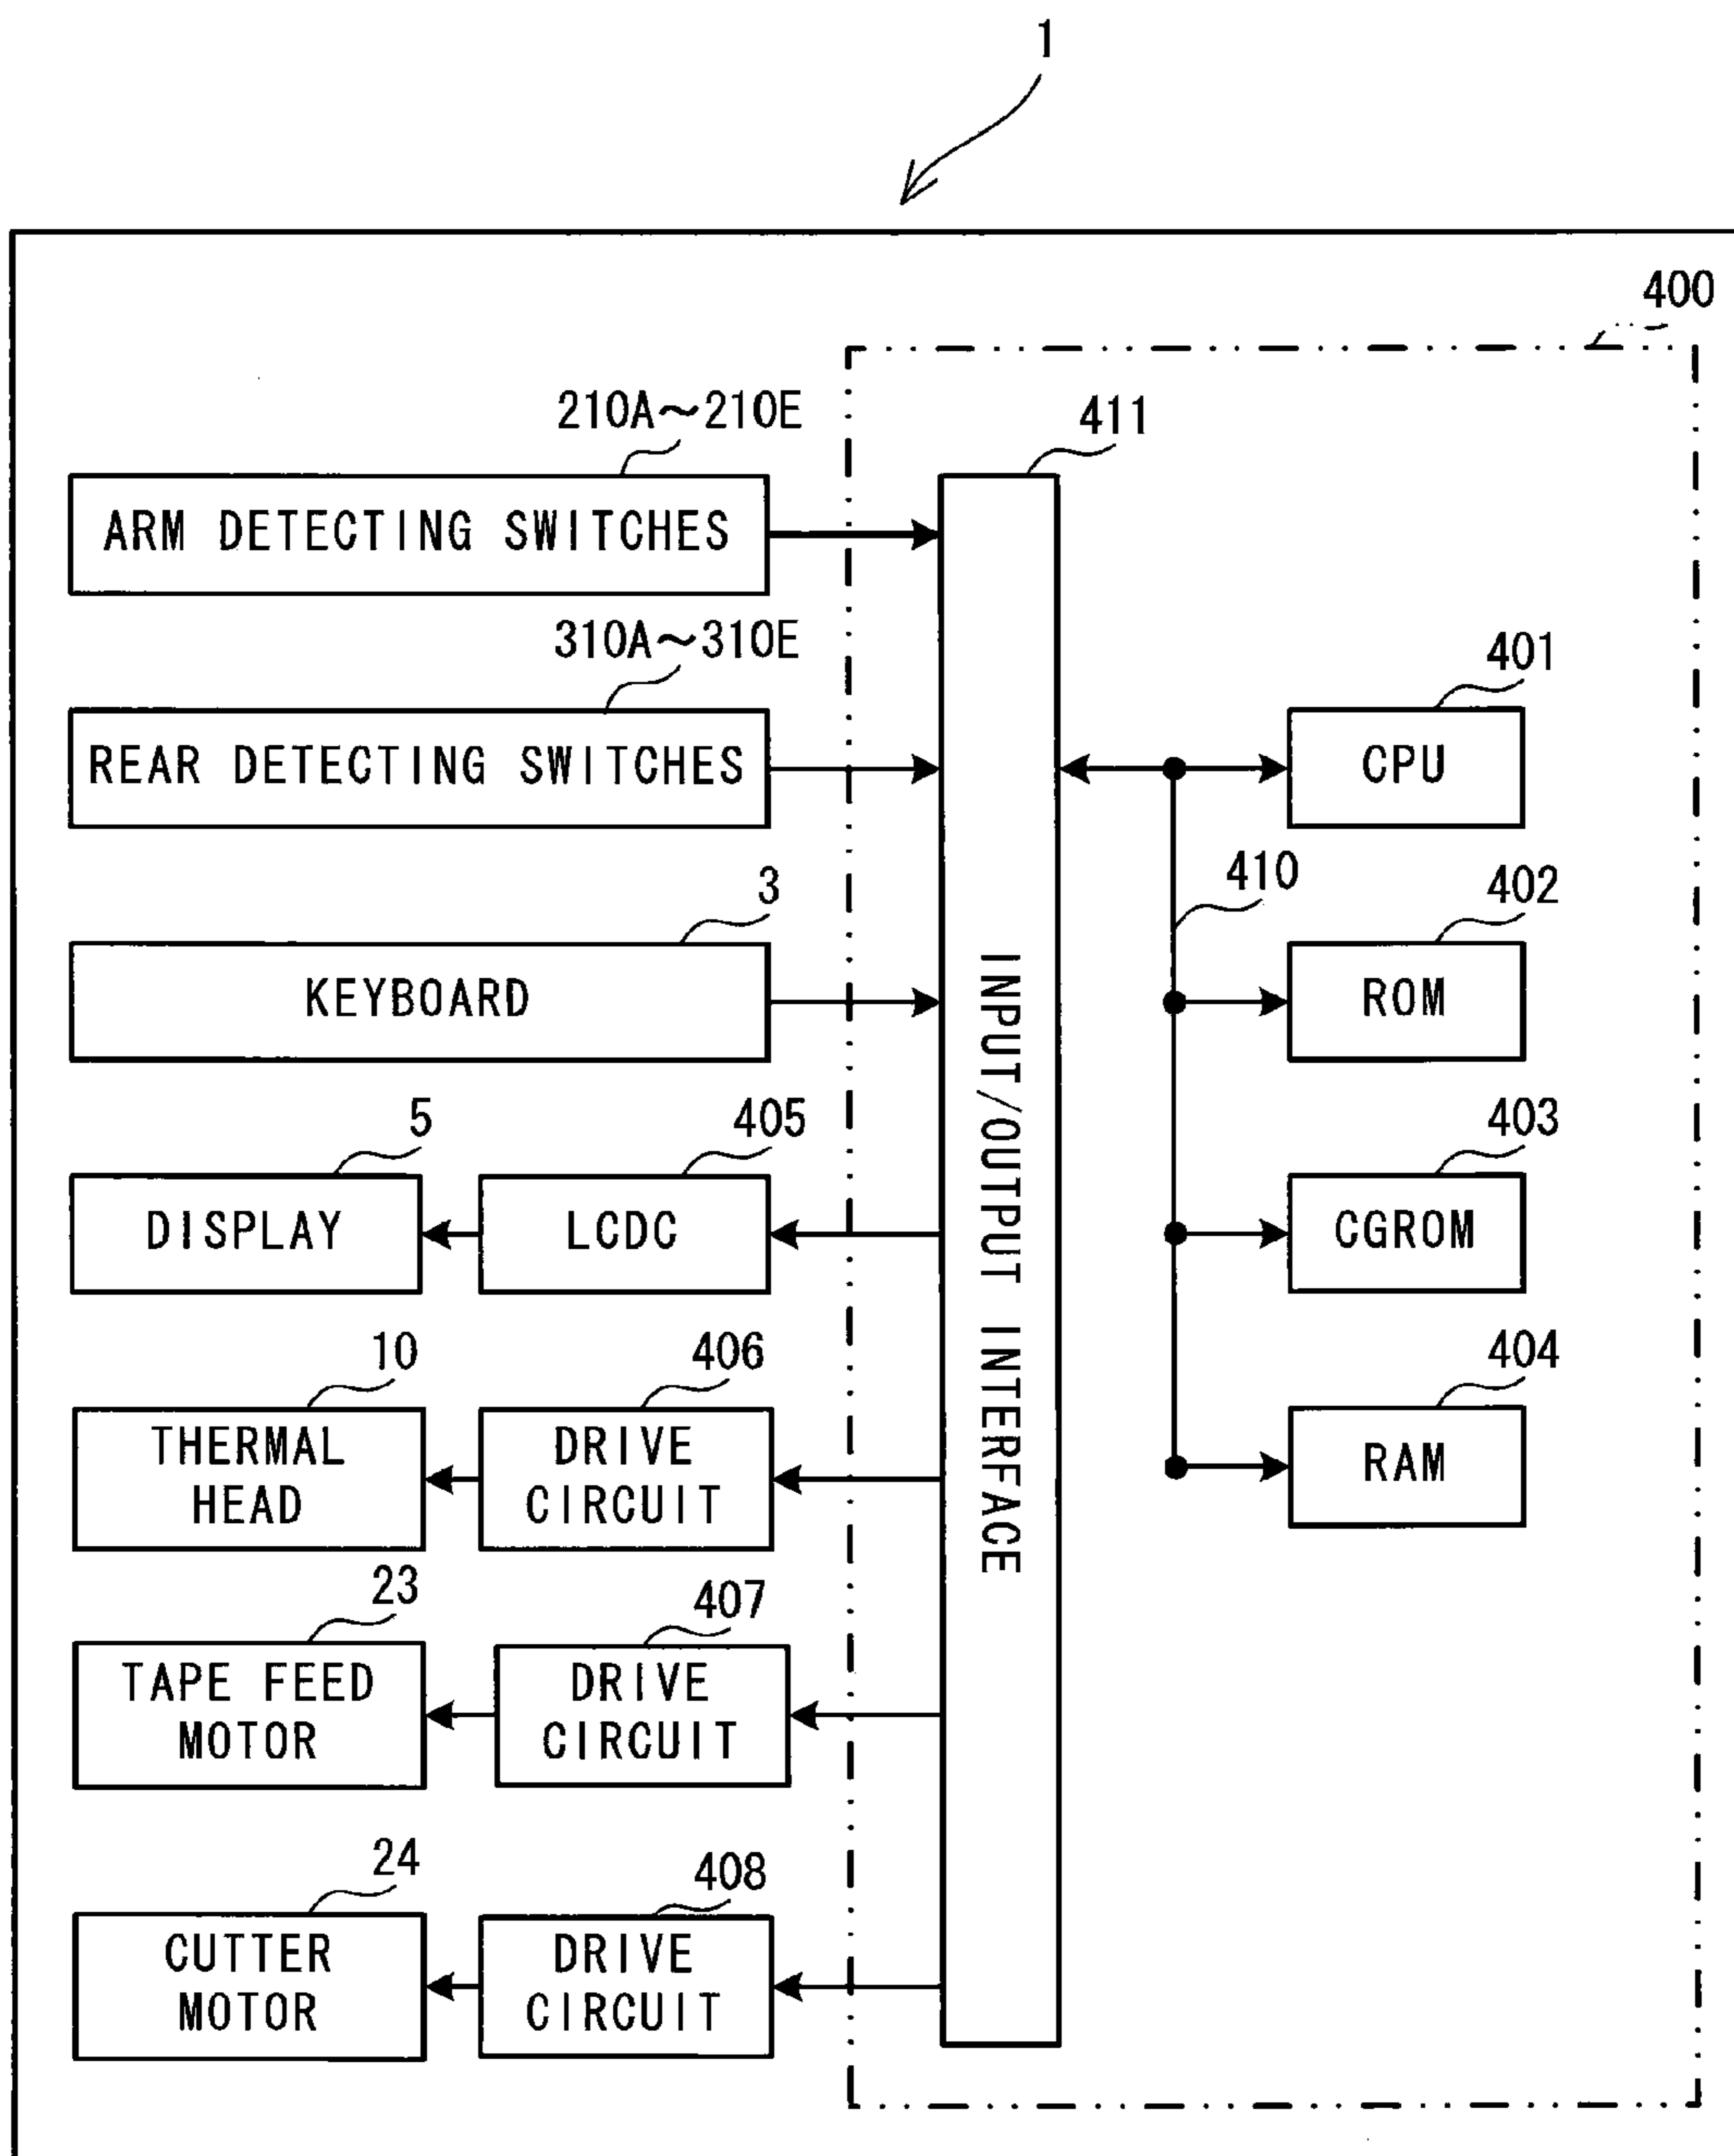 1
400
210A～210E
411
ARM DETECTING SWITCHES
310A～310E
401
REAR DETECTING SWITCHES
CPU
3
410
402
KEYBOARD
ROM
INPUT/OUTPUT INTERFACE
5
405
403
DISPLAY
LCDC
CGROM
10
406
404
THERMAL
HEAD
DRIVE
CIRCUIT
RAM
23
407
TAPE FEED
MOTOR
DRIVE
CIRCUIT
24
408
CUTTER
MOTOR
DRIVE
CIRCUIT